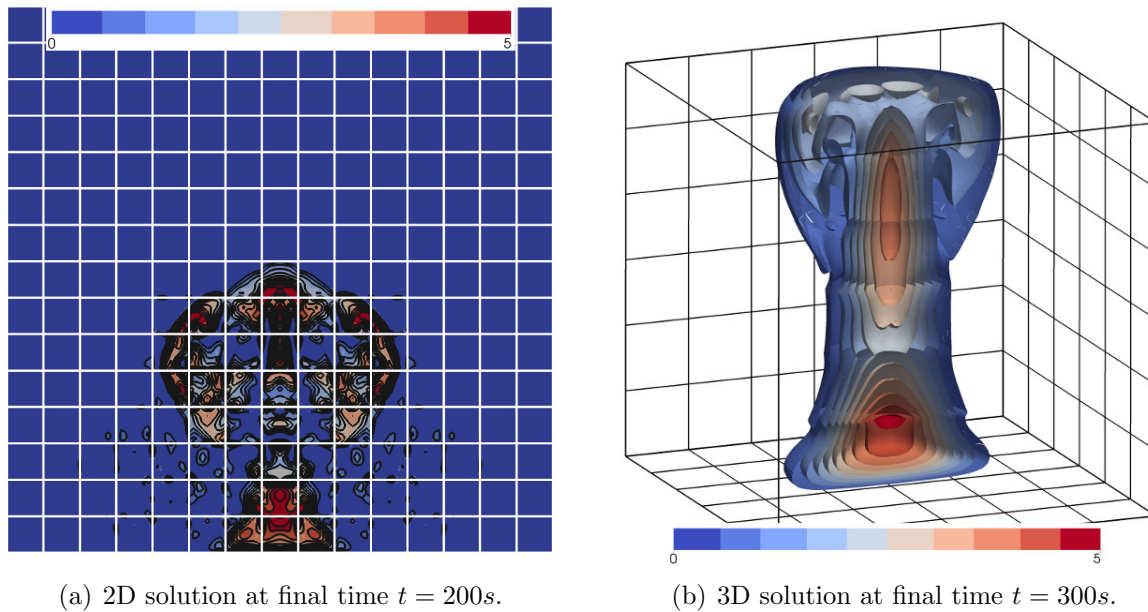 0 5
0 5
(a) 2D solution at final time t = 200s.
(b) 3D solution at final time t = 300s.